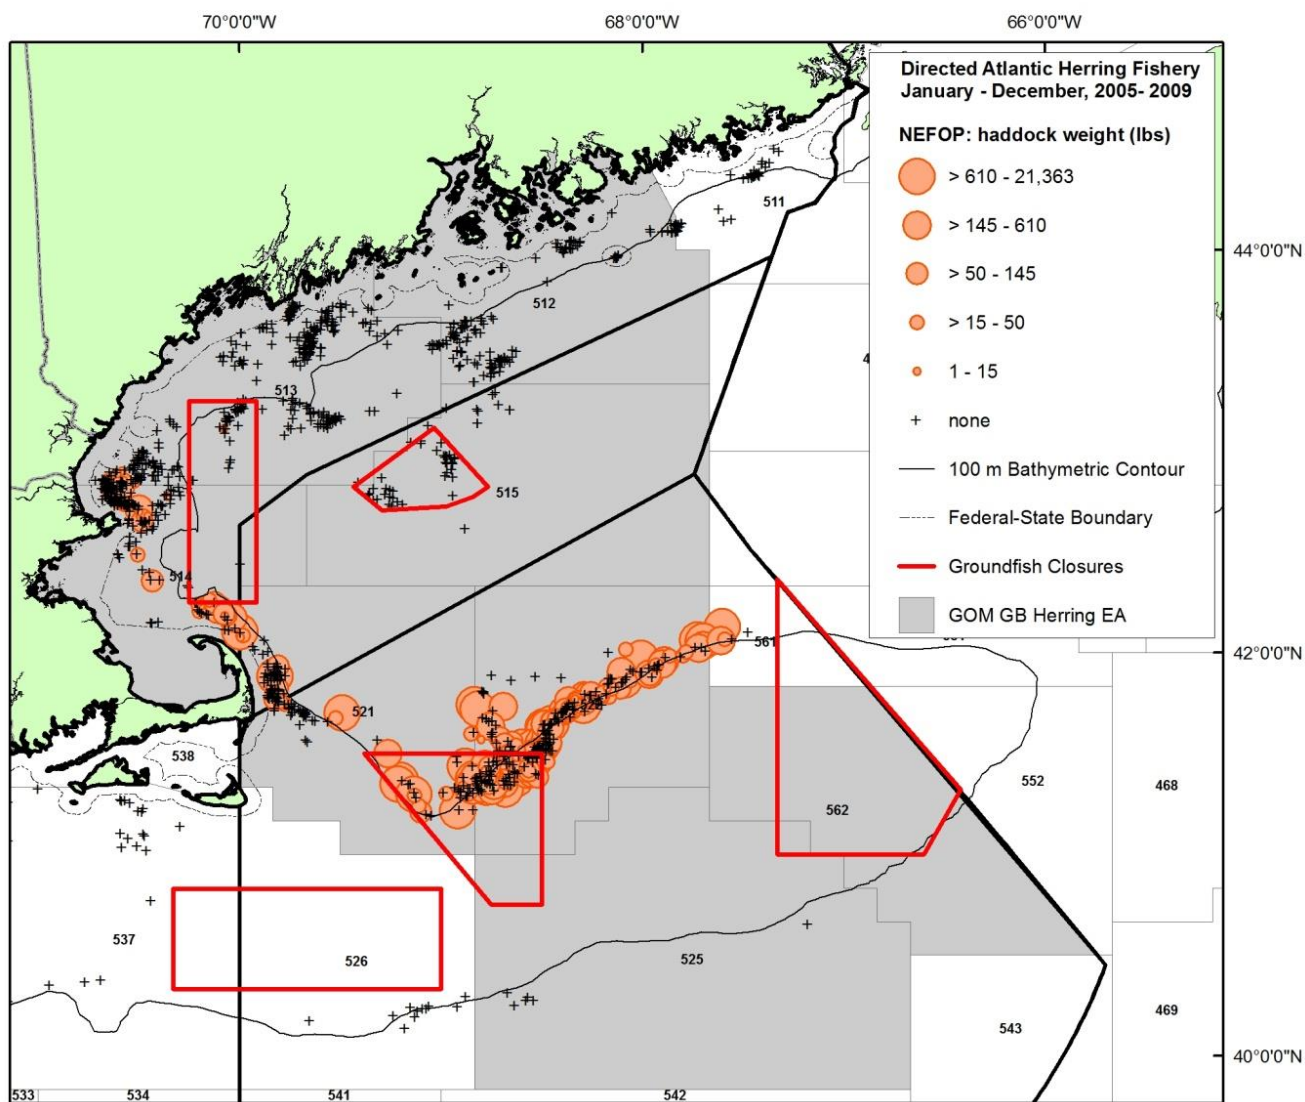 70°0'0"W
68°0'0"W
66°0'0"W
Directed Atlantic Herring Fishery
January - December, 2005- 2009
NEFOP: haddock weight (lbs)
> 610 - 21,363
> 145 - 610
> 50 - 145
> 15 - 50
1 - 15
none
100 m Bathymetric Contour
Federal-State Boundary
Groundfish Closures
GOM GB Herring EA
511
44°0'0"N
512
513
515
514
561
42°0'0"N
521
538
552
468
562
537
526
525
469
543
40°0'0"N
533
534
541
542